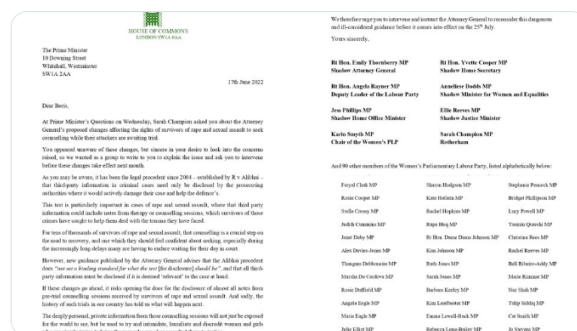 HOUSE OF COMMONS
LONDON SW1A 0AA
The Prime Minister
10 Downing Street
Whitehall, Westminster
SW1A 2AA
17th June 2022
Dear Boris,
At Prime Minister's Questions on Wednesday, Sarah Champion asked you about the Attorney
General's proposed changes affecting the rights of survivors of rape and sexual assault to seek
counselling while their attackers are awaiting trial.
You appeared unaware of these changes, but sincere in your desire to look into the concerns
raised, so we wanted as a group to write to you to explain the issue and ask you to intervene
before these changes take effect next month.
As you may be aware, it has been the legal precedent since 2004 – established by R v Alibhai –
that third-party information in criminal cases need only be disclosed by the prosecuting
authorities where it would actively damage their case and help the defence's.
This test is particularly important in cases of rape and sexual assault, where that third party
information could include notes from therapy or counselling sessions, which survivors of those
crimes have sought to help them deal with the trauma they have faced.
For tens of thousands of survivors of rape and sexual assault, that counselling is a crucial step on
the road to recovery, and one which they should feel confident about seeking, especially during
the increasingly long delays many are having to endure waiting for their day in court.
However, new guidance published by the Attorney General advises that the Alibhai precedent
does "not set a binding standard for what the test [for disclosure] should be", and that all third-
party information must be disclosed if it is deemed 'relevant' to the case at hand.
If these changes go ahead, it risks opening the door for the disclosure of almost all notes from
pre-trial counselling sessions received by survivors of rape and sexual assault. And sadly, the
history of such trials in our country has told us what will happen next.
The deeply personal, private information from those counselling sessions will not just be exposed
for the world to see, but be used to try and intimidate, humiliate and discredit women and girls
We therefore urge you to intervene and instruct the Attorney General to reconsider this dangerous
and ill-considered guidance before it comes into effect on the 25th July.
Yours sincerely,
Rt Hon. Emily Thornberry MP
Shadow Attorney General
Rt Hon. Yvette Cooper MP
Shadow Home Secretary
Rt Hon. Angela Rayner MP
Deputy Leader of the Labour Party
Anneliese Dodds MP
Shadow Minister for Women and Equalities
Jess Phillips MP
Shadow Home Office Minister
Ellie Reeves MP
Shadow Justice Minister
Karin Smyth MP
Chair of the Women's PLP
Sarah Champion MP
Rotherham
And 90 other members of the Women's Parliamentary Labour Party, listed alphabetically below:
Feryal Clark MP Sharon Hodgson MP Stephanie Peacock MP
Rosie Cooper MP Kate Hollern MP Bridget Phillipson MP
Stella Creasy MP Rachel Hopkins MP Lucy Powell MP
Judith Cummins MP Rupa Huq MP Yasmin Qureshi MP
Janet Daby MP Rt Hon. Dame Diana Johnson MP Christina Rees MP
Alex Davies-Jones MP Kim Johnson MP Rachel Reeves MP
Thangam Debbonaire MP Ruth Jones MP Bell Ribeiro-Addy MP
Marsha De Cordova MP Sarah Jones MP Marie Rimmer MP
Rosie Duffield MP Barbara Keeley MP Naz Shah MP
Angela Eagle MP Kim Leadbeater MP Tulip Siddiq MP
Maria Eagle MP Emma Lewell-Buck MP Cat Smith MP
Julie Elliot MP Rebecca Long-Bailey MP Jo Stevens MP